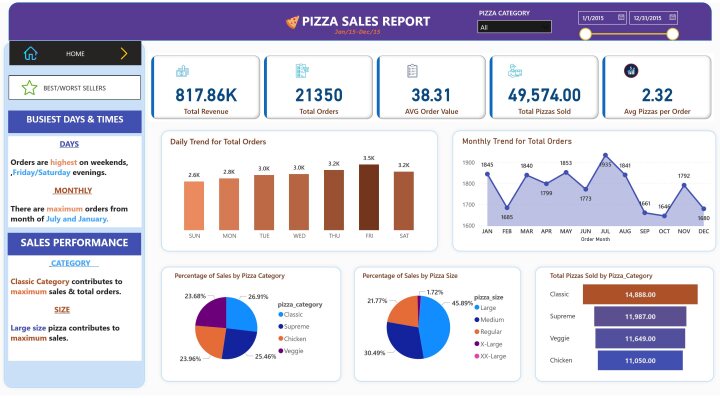 PIZZA SALES REPORT
Jan/15-Dec/15
PIZZA CATEGORY
All
1/1/2015
12/31/2015
HOME
BEST/WORST SELLERS
BUSIEST DAYS & TIMES
DAYS
Orders are highest on weekends,
,Friday/Saturday evenings.
MONTHLY
There are maximum orders from
month of July and January.
SALES PERFORMANCE
CATEGORY
Classic Category contributes to
maximum sales & total orders.
SIZE
Large size pizza contributes to
maximum sales.
817.86K
Total Revenue
21350
Total Orders
38.31
AVG Order Value
49,574.00
Total Pizzas Sold
2.32
Avg Pizzas per Order
Daily Trend for Total Orders
2.6K 2.8K 3.0K 3.0K 3.2K 3.5K 3.2K
SUN MON TUE WED THU FRI SAT
Monthly Trend for Total Orders
1900
1800
1700
1600
1845 1685 1840 1799 1853 1773 1935 1841 1661 1646 1792 1680
JAN FEB MAR APR MAY JUN JUL AUG SEP OCT NOV DEC
Order Month
Percentage of Sales by Pizza Category
23.68%
26.91%
23.96%
25.46%
pizza_category
Classic
Supreme
Chicken
Veggie
Percentage of Sales by Pizza Size
1.72%
21.77%
45.89%
30.49%
pizza_size
Large
Medium
Regular
X-Large
XX-Large
Total Pizzas Sold by Pizza_Category
Classic 14,888.00
Supreme 11,987.00
Veggie 11,649.00
Chicken 11,050.00